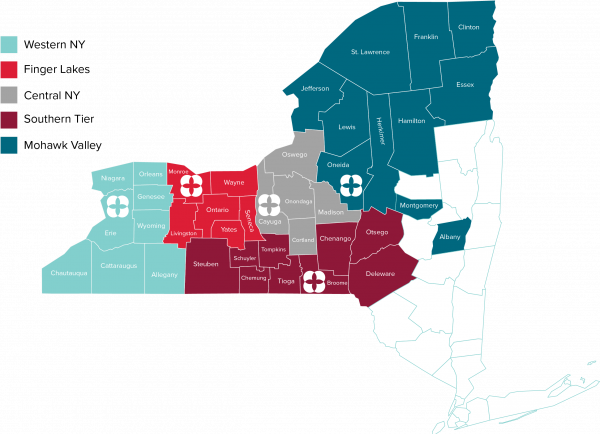 Western NY
Finger Lakes
Central NY
Southern Tier
Mohawk Valley
Clinton
Franklin
St. Lawrence
Essex
Jefferson
Lewis
Herkimer
Hamilton
Oswego
Oneida
Niagara
Orleans
Monroe
Wayne
Genesee
Ontario
Seneca
Cayuga
Onondaga
Madison
Montgomery
Erie
Wyoming
Livingston
Yates
Cortland
Chenango
Otsego
Albany
Chautauqua
Cattaraugus
Allegany
Steuben
Schuyler
Tompkins
Chemung
Tioga
Broome
Deleware